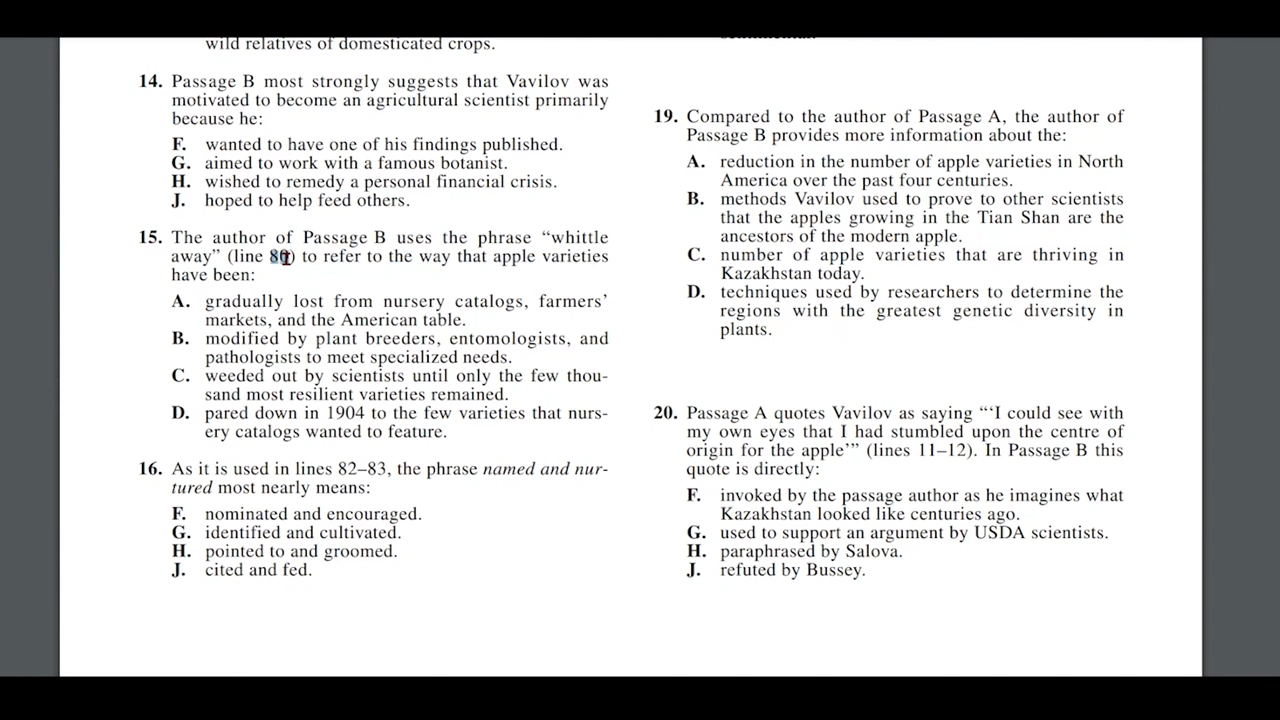 wild relatives of domesticated crops.
14. Passage B most strongly suggests that Vavilov was
motivated to become an agricultural scientist primarily
because he:
F. wanted to have one of his findings published.
G. aimed to work with a famous botanist.
H. wished to remedy a personal financial crisis.
J. hoped to help feed others.
15. The author of Passage B uses the phrase “whittle
away” (line 80) to refer to the way that apple varieties
have been:
A. gradually lost from nursery catalogs, farmers’
markets, and the American table.
B. modified by plant breeders, entomologists, and
pathologists to meet specialized needs.
C. weeded out by scientists until only the few thou-
sand most resilient varieties remained.
D. pared down in 1904 to the few varieties that nurs-
ery catalogs wanted to feature.
16. As it is used in lines 82–83, the phrase named and nur-
tured most nearly means:
F. nominated and encouraged.
G. identified and cultivated.
H. pointed to and groomed.
J. cited and fed.
19. Compared to the author of Passage A, the author of
Passage B provides more information about the:
A. reduction in the number of apple varieties in North
America over the past four centuries.
B. methods Vavilov used to prove to other scientists
that the apples growing in the Tian Shan are the
ancestors of the modern apple.
C. number of apple varieties that are thriving in
Kazakhstan today.
D. techniques used by researchers to determine the
regions with the greatest genetic diversity in
plants.
20. Passage A quotes Vavilov as saying “‘I could see with
my own eyes that I had stumbled upon the centre of
origin for the apple’” (lines 11–12). In Passage B this
quote is directly:
F. invoked by the passage author as he imagines what
Kazakhstan looked like centuries ago.
G. used to support an argument by USDA scientists.
H. paraphrased by Salova.
J. refuted by Bussey.